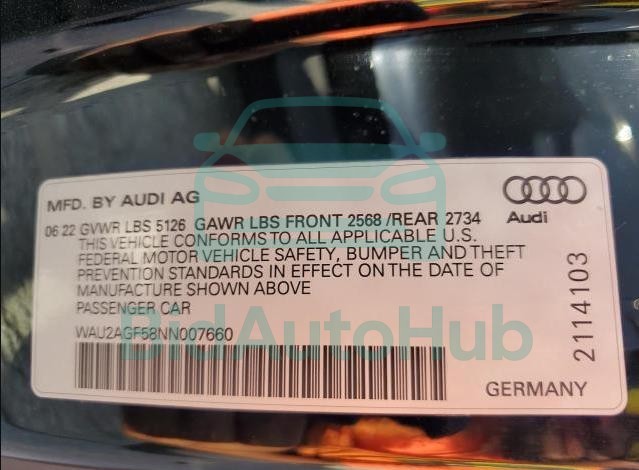 MFD. BY AUDI AG
Audi
06 22 GVWR LBS 5126 GAWR LBS FRONT 2568 /REAR 2734
THIS VEHICLE CONFORMS TO ALL APPLICABLE U.S.
FEDERAL MOTOR VEHICLE SAFETY, BUMPER AND THEFT
PREVENTION STANDARDS IN EFFECT ON THE DATE OF
MANUFACTURE SHOWN ABOVE
PASSENGER CAR
WAU2AGF58NN007660
2114103
GERMANY
BidAutoHub